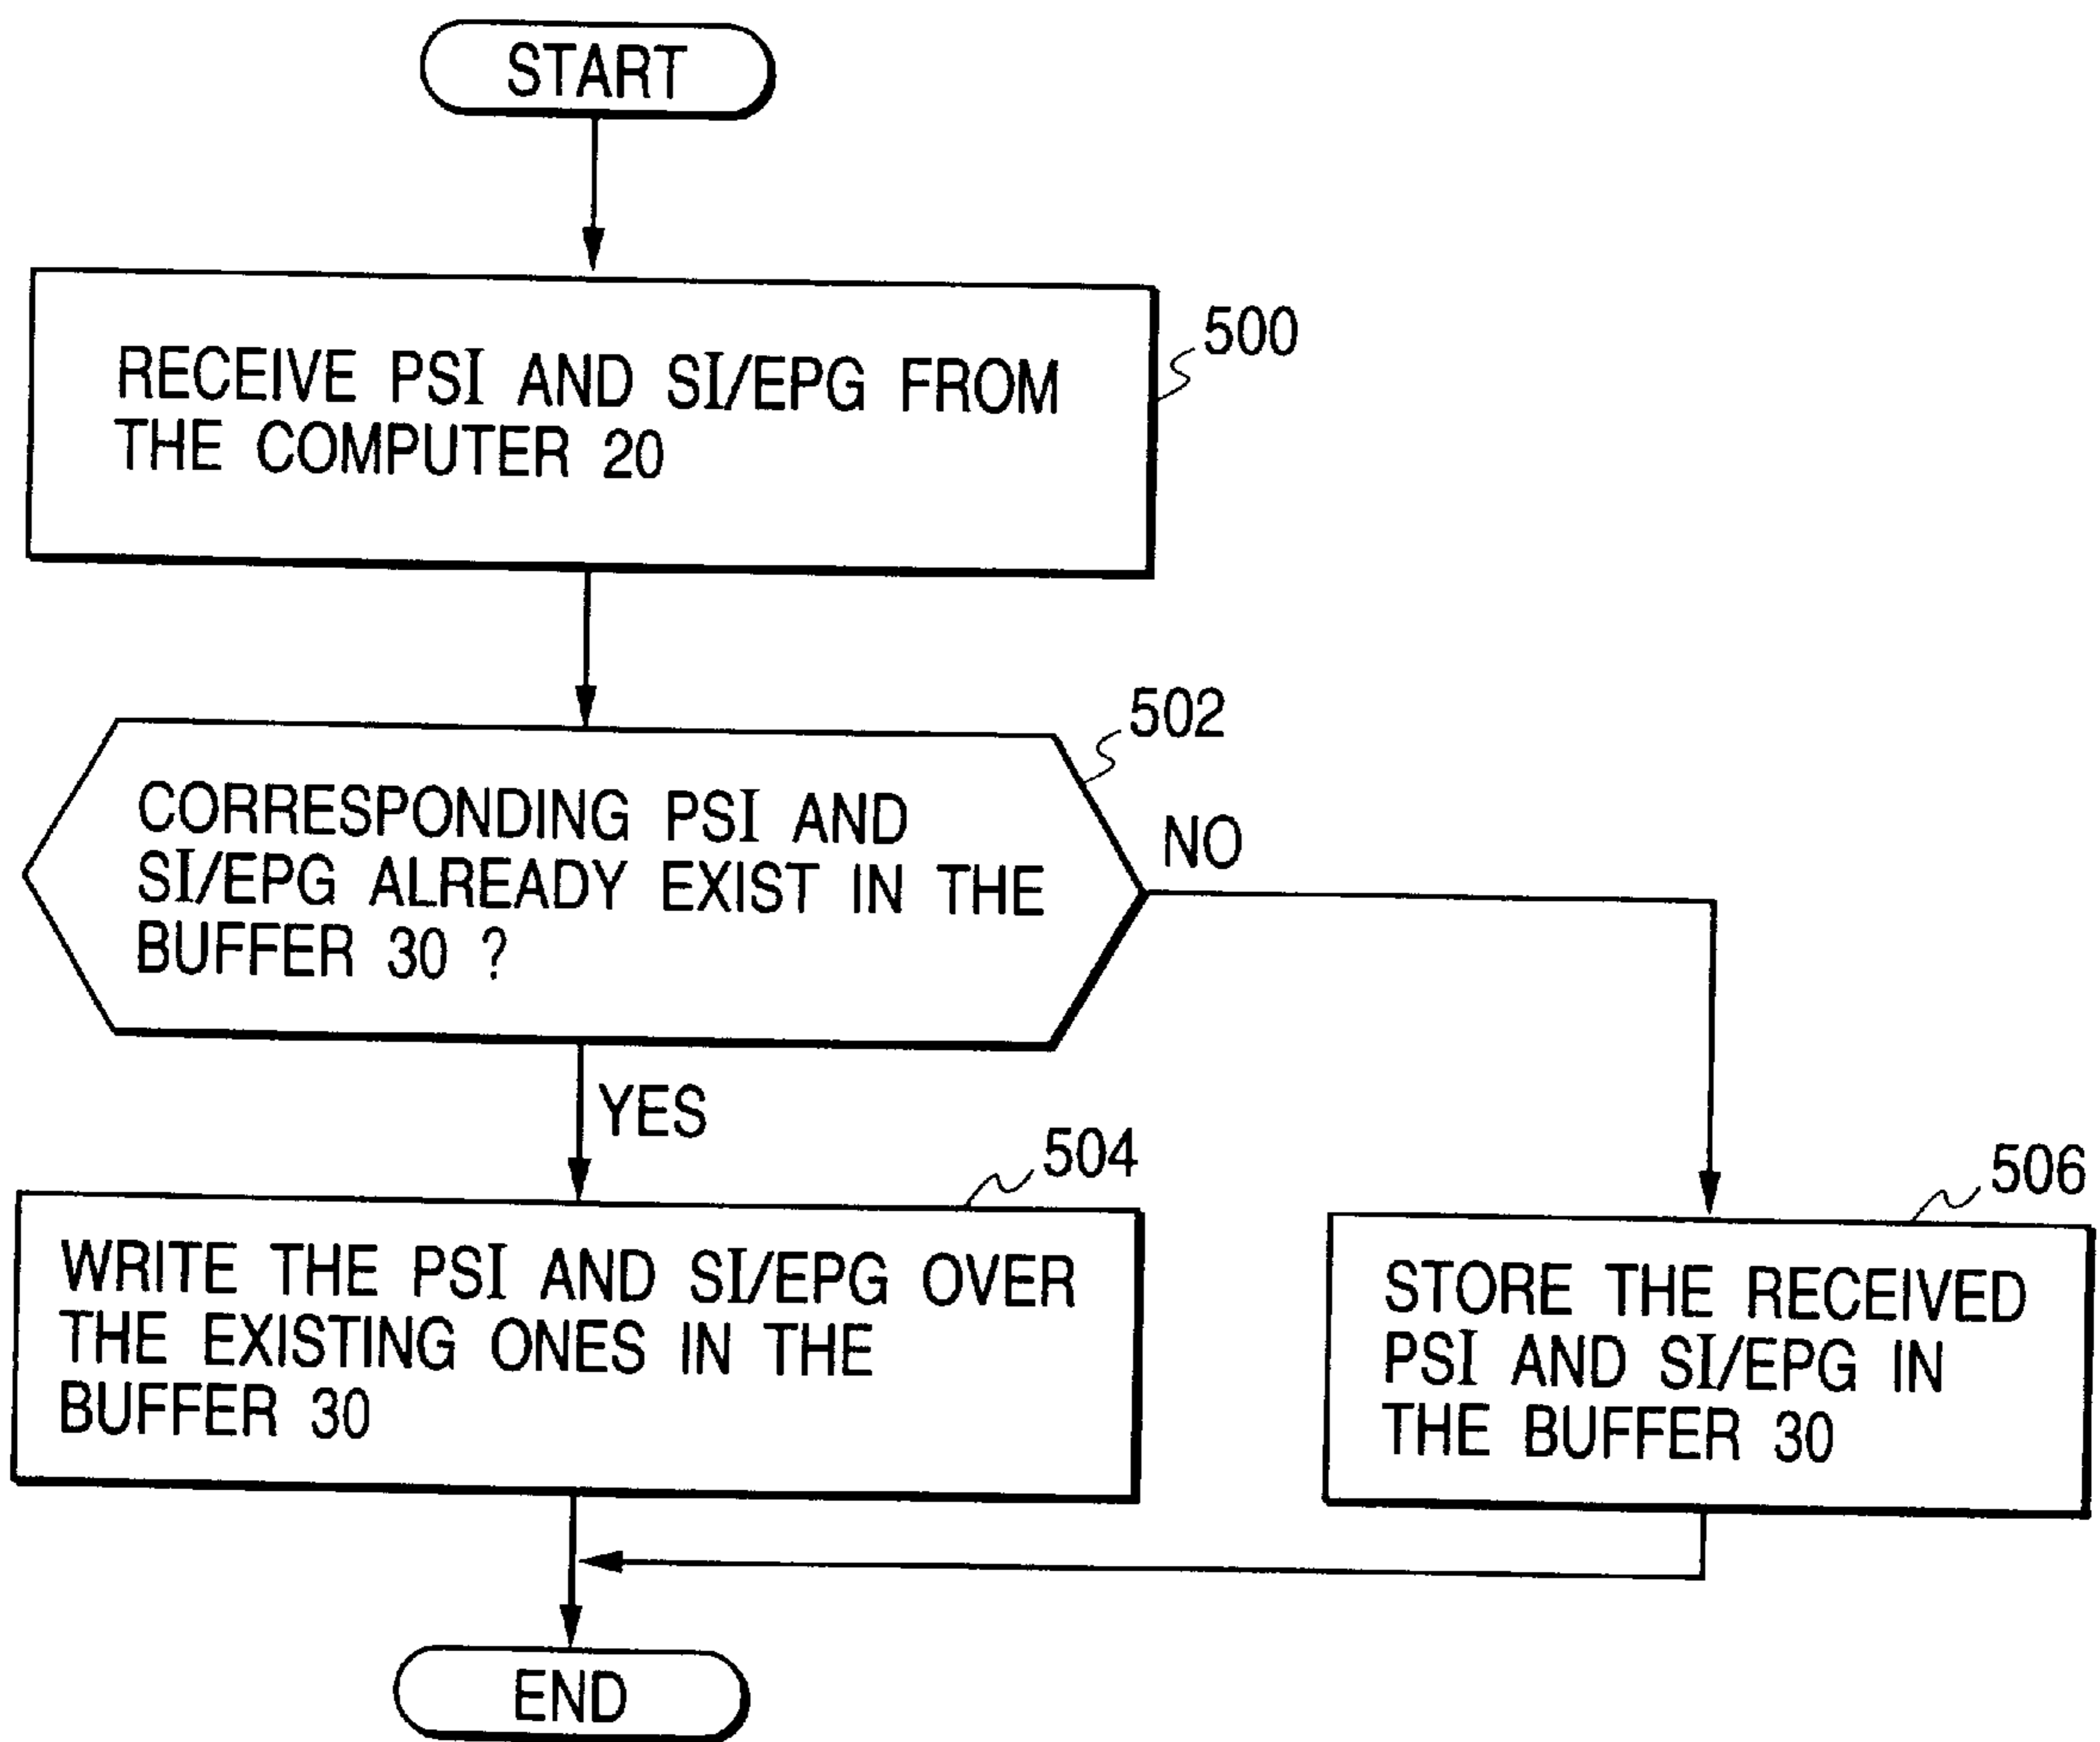 START
500
RECEIVE PSI AND SI/EPG FROM
THE COMPUTER 20
502
CORRESPONDING PSI AND
SI/EPG ALREADY EXIST IN THE
BUFFER 30 ?
NO
YES
504
WRITE THE PSI AND SI/EPG OVER
THE EXISTING ONES IN THE
BUFFER 30
506
STORE THE RECEIVED
PSI AND SI/EPG IN
THE BUFFER 30
END